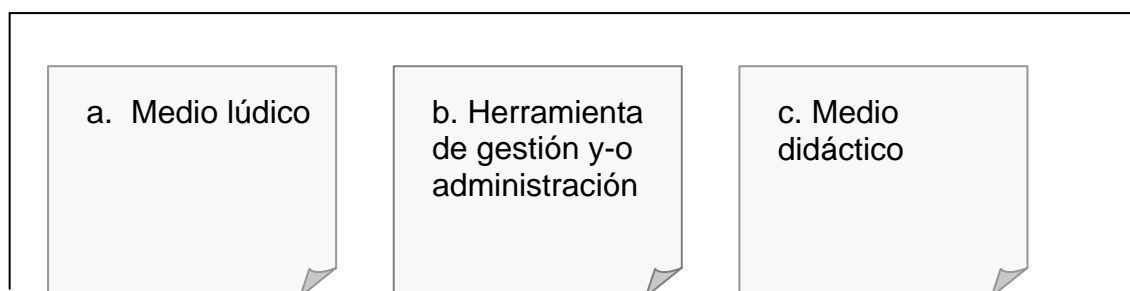 a. Medio lúdico
b. Herramienta
de gestión y-o
administración
c. Medio
didáctico